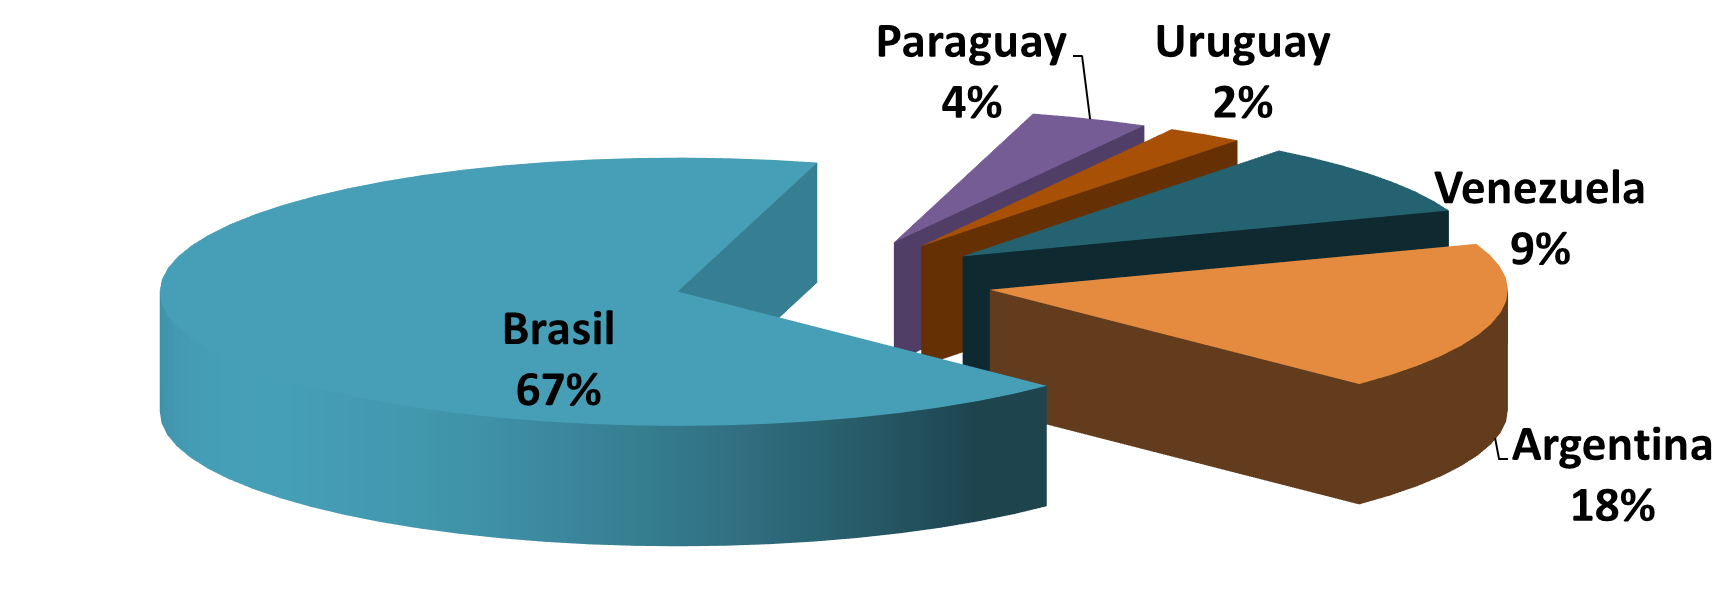 Paraguay
4%
Uruguay
2%
Venezuela
9%
Brasil
67%
Argentina
18%